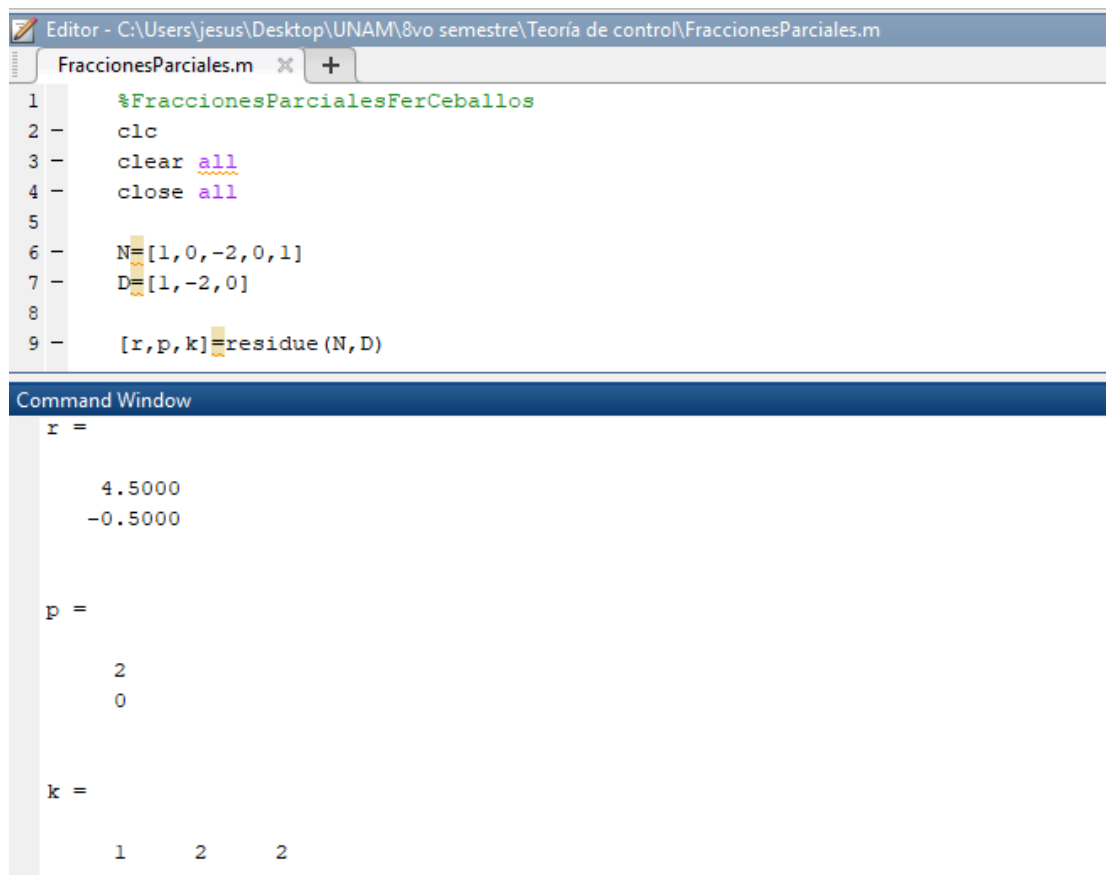 Editor - C:\Users\jesus\Desktop\UNAM\8vo semestre\Teoría de control\FraccionesParciales.m
FraccionesParciales.m × +
1 %FraccionesParcialesFerCeballos
2 - clc
3 - clear all
4 - close all
5
6 - N=[1,0,-2,0,1]
7 - D=[1,-2,0]
8
9 - [r,p,k]=residue(N,D)
Command Window
r =
4.5000
-0.5000
p =
2
0
k =
1 2 2